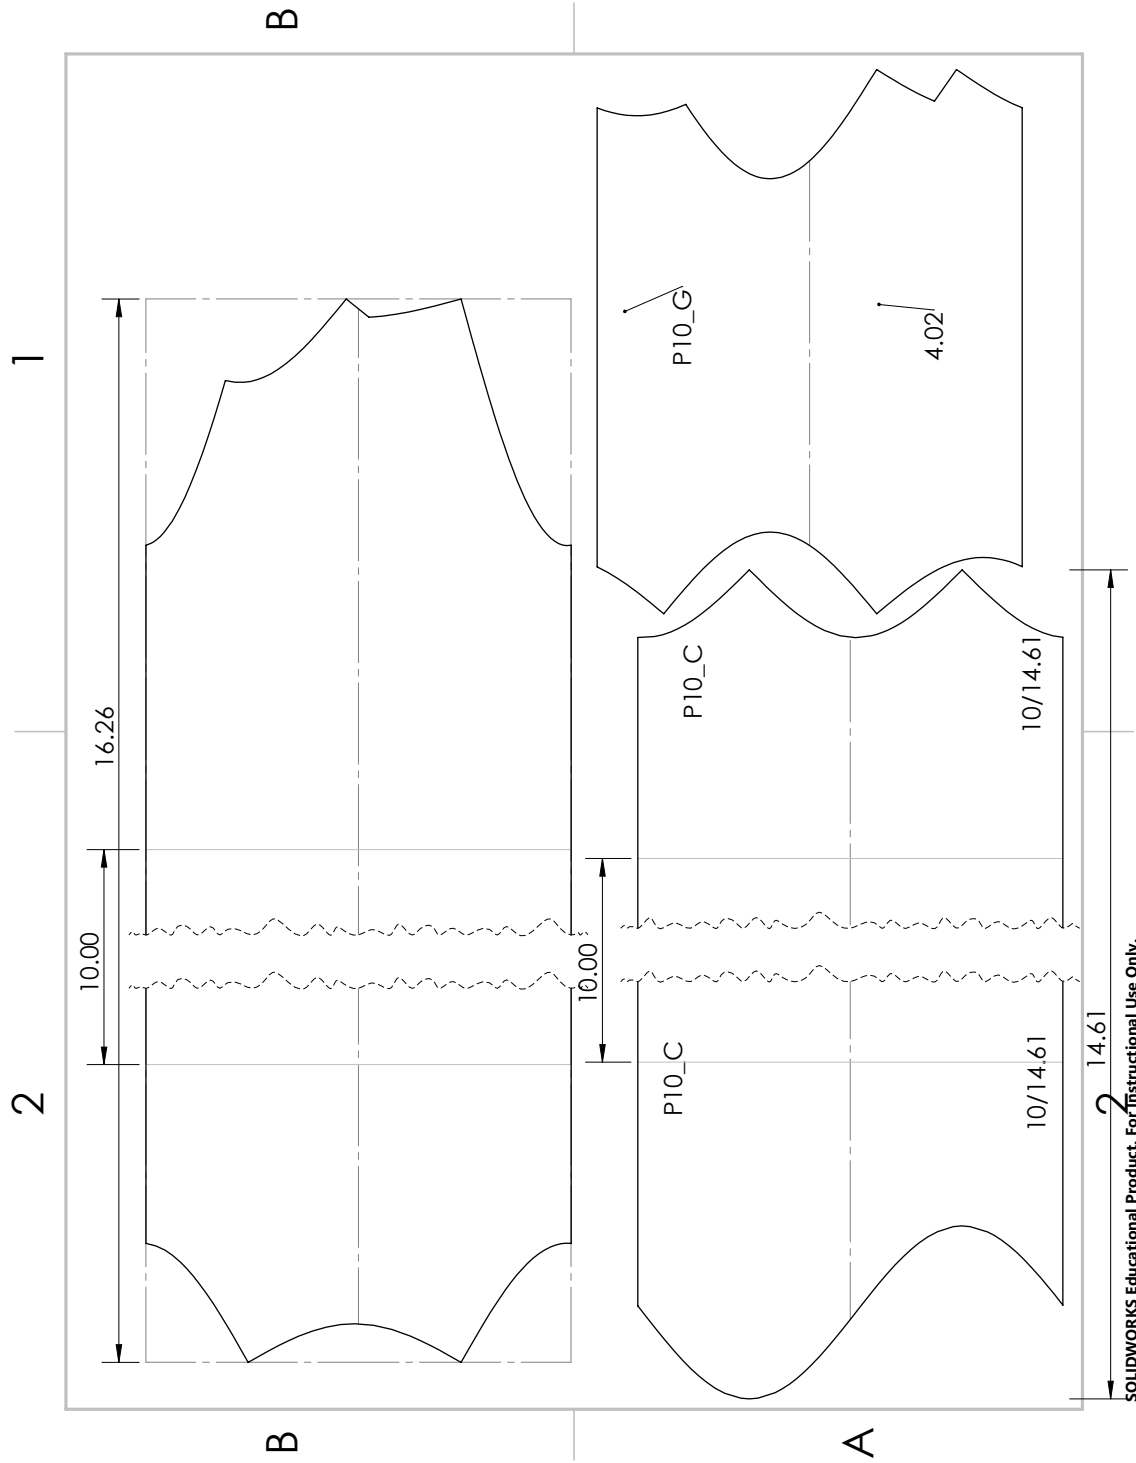 B
1
2
B
A
2
16.26
10.00
P10_G
4.02
P10_C
10/14.61
10.00
P10_C
10/14.61
14.61
SOLIDWORKS Educational Product. For Instructional Use Only.